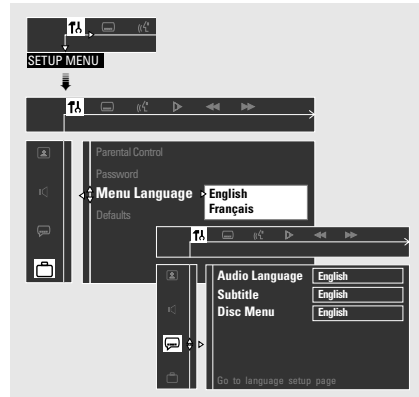 SETUP MENU
Parental Control
Password
Menu Language
English
Français
Defaults
Audio Language English
Subtitle English
Disc Menu English
Go to language setup page